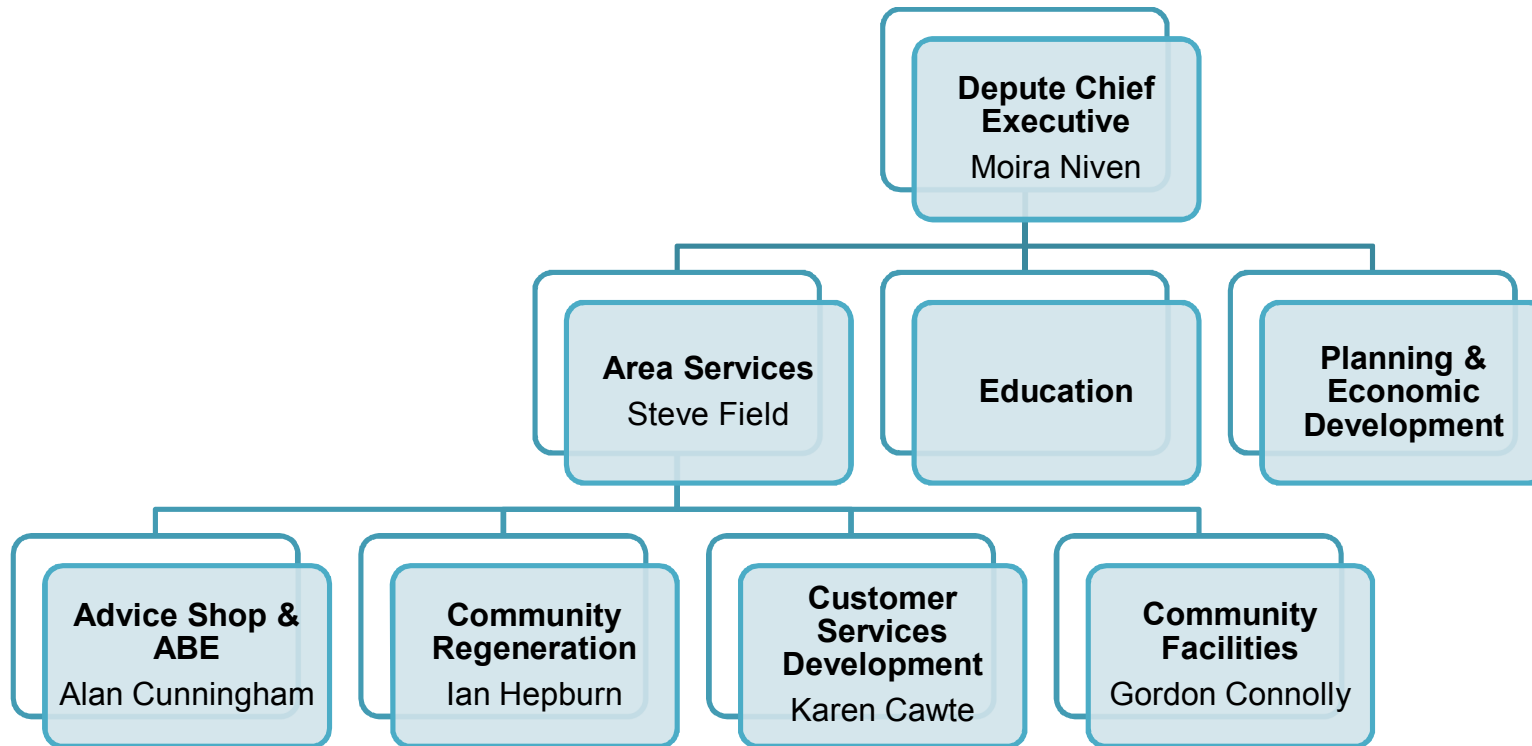 Depute Chief
Executive
Moira Niven
Area Services
Steve Field
Education
Planning &
Economic
Development
Advice Shop &
ABE
Alan Cunningham
Community
Regeneration
Ian Hepburn
Customer
Services
Development
Karen Cawte
Community
Facilities
Gordon Connolly